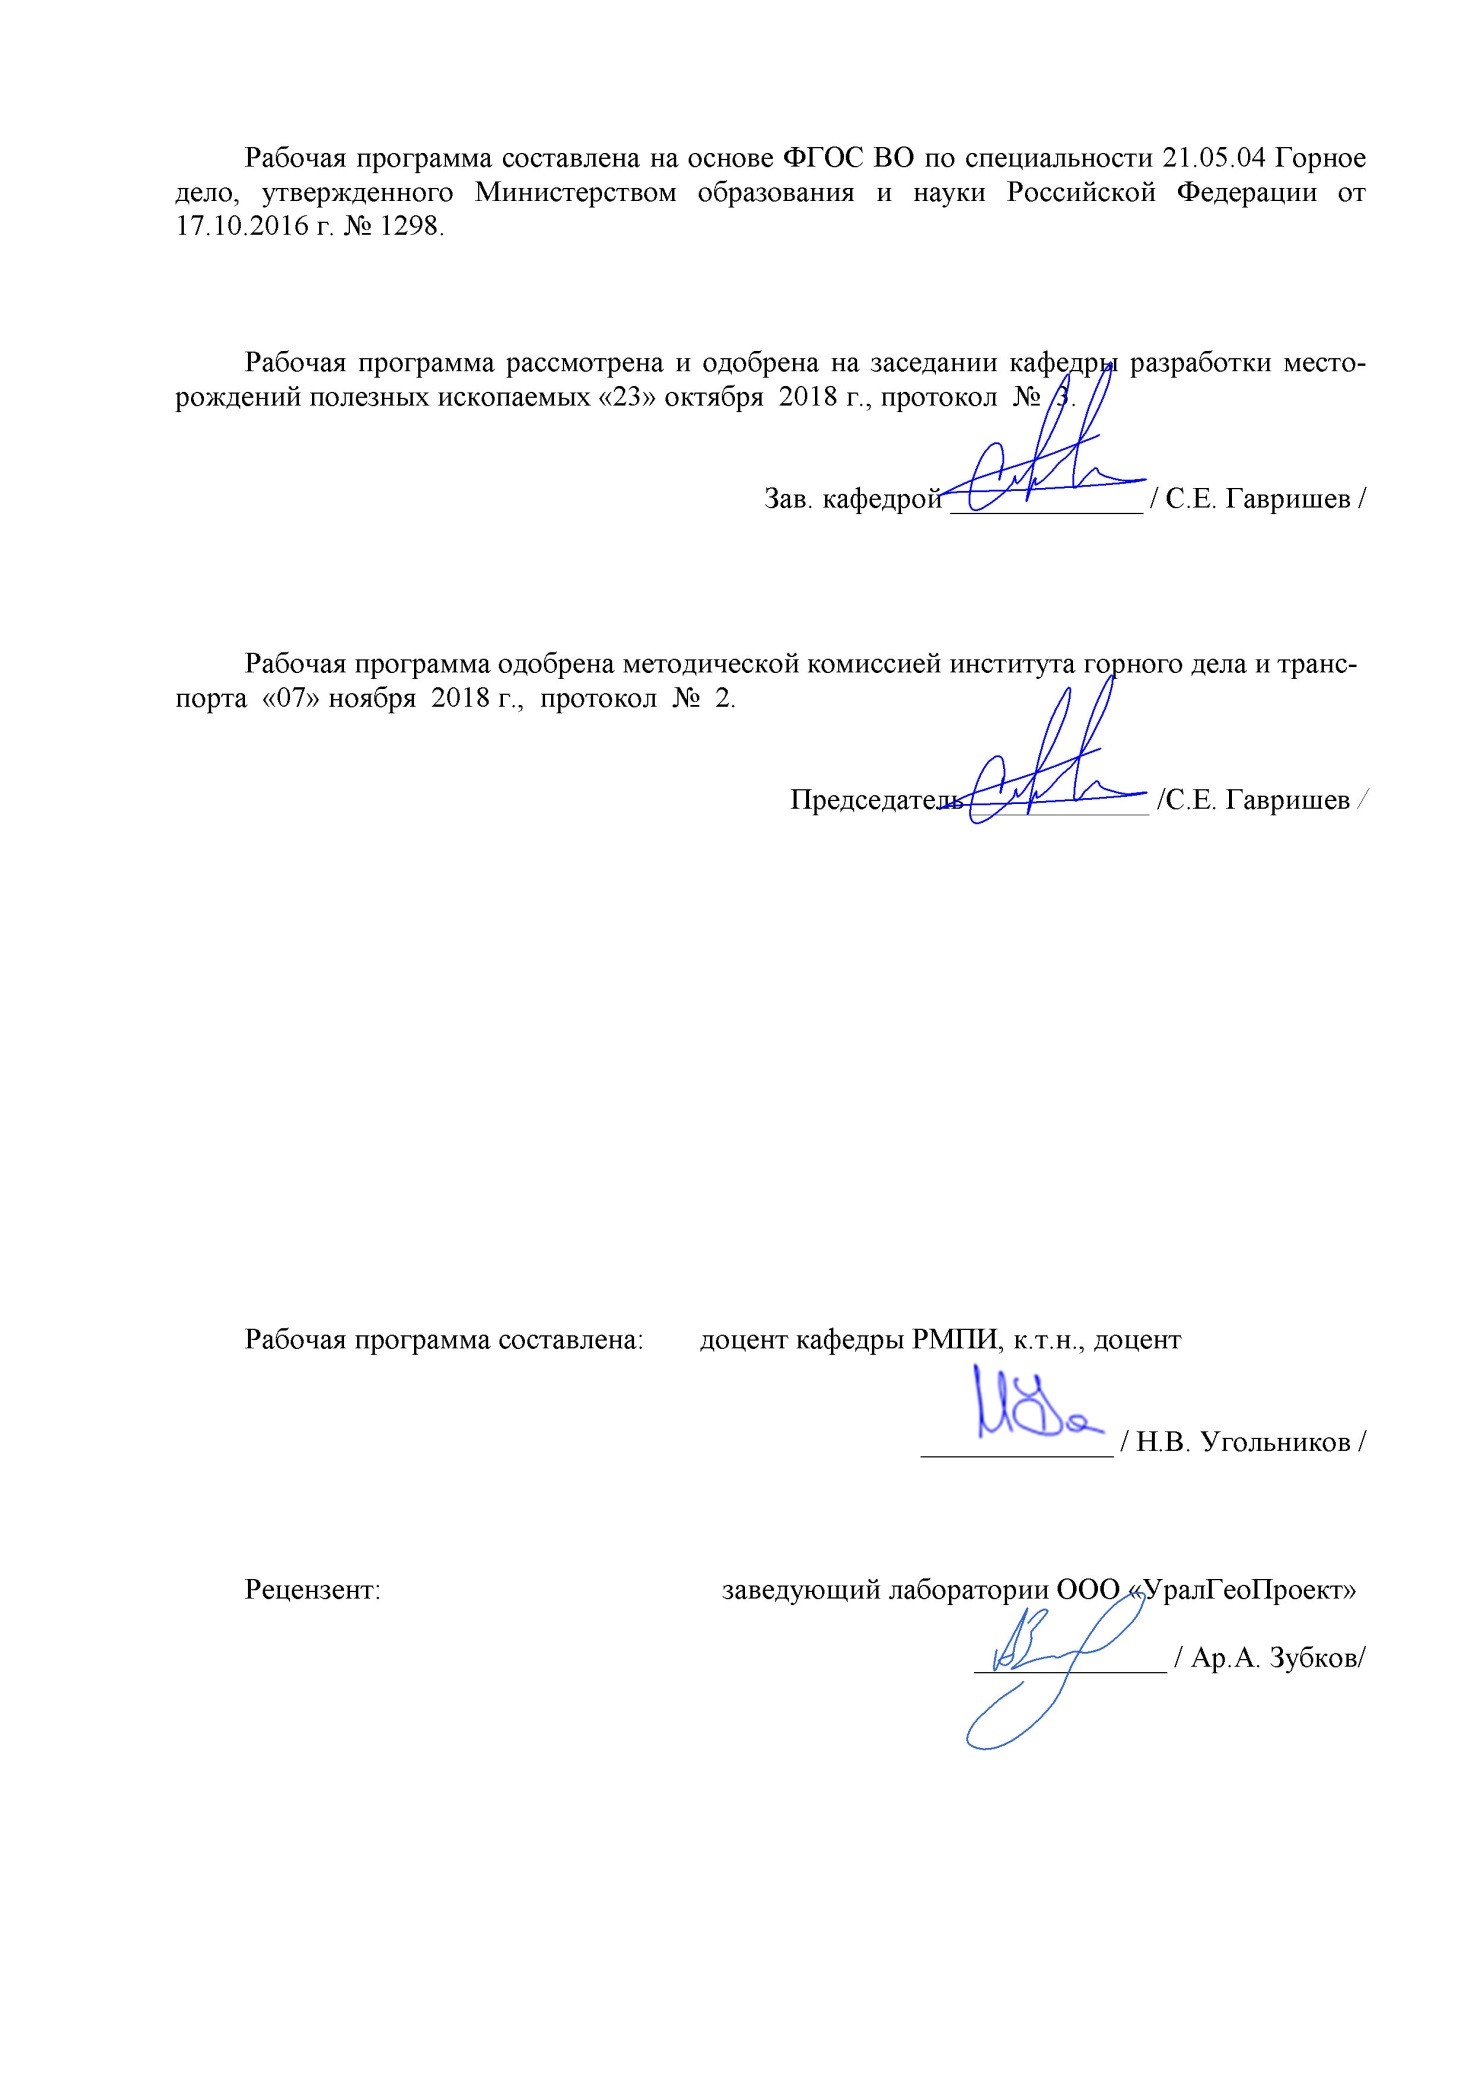 Рабочая программа составлена на основе ФГОС ВО по специальности 21.05.04 Горное
дело, утвержденного Министерством образования и науки Российской Федерации от
17.10.2016 г. № 1298.
Рабочая программа рассмотрена и одобрена на заседании кафедры разработки место-
рождений полезных ископаемых «23» октября 2018 г., протокол № 3.
Зав. кафедрой ______________ / С.Е. Гавришев /
Рабочая программа одобрена методической комиссией института горного дела и транс-
порта «07» ноября 2018 г., протокол № 2.
Председатель _____________ /С.Е. Гавришев /
Рабочая программа составлена: доцент кафедры РМПИ, к.т.н., доцент
______________ / Н.В. Угольников /
Рецензент: заведующий лаборатории ООО «УралГеоПроект»
______________ / Ар.А. Зубков/